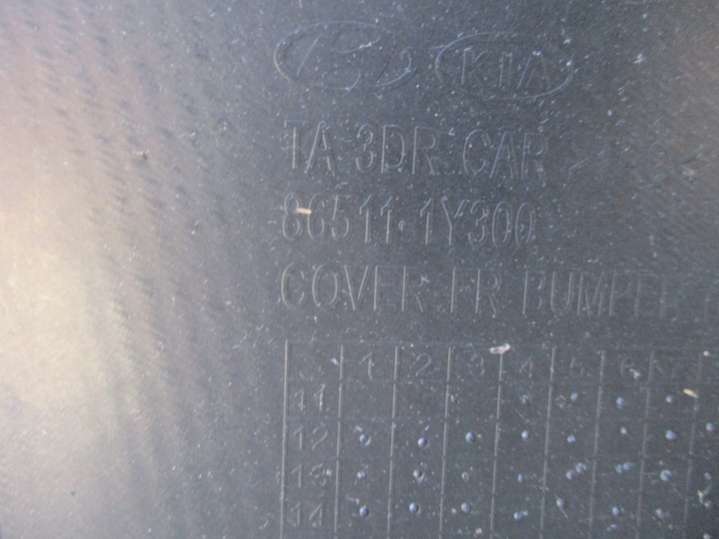 KIA
TA 3DR CAR
86511-1Y300
COVER FR BUMPER
1 2 3 4 5 6 7
11
12
13
14